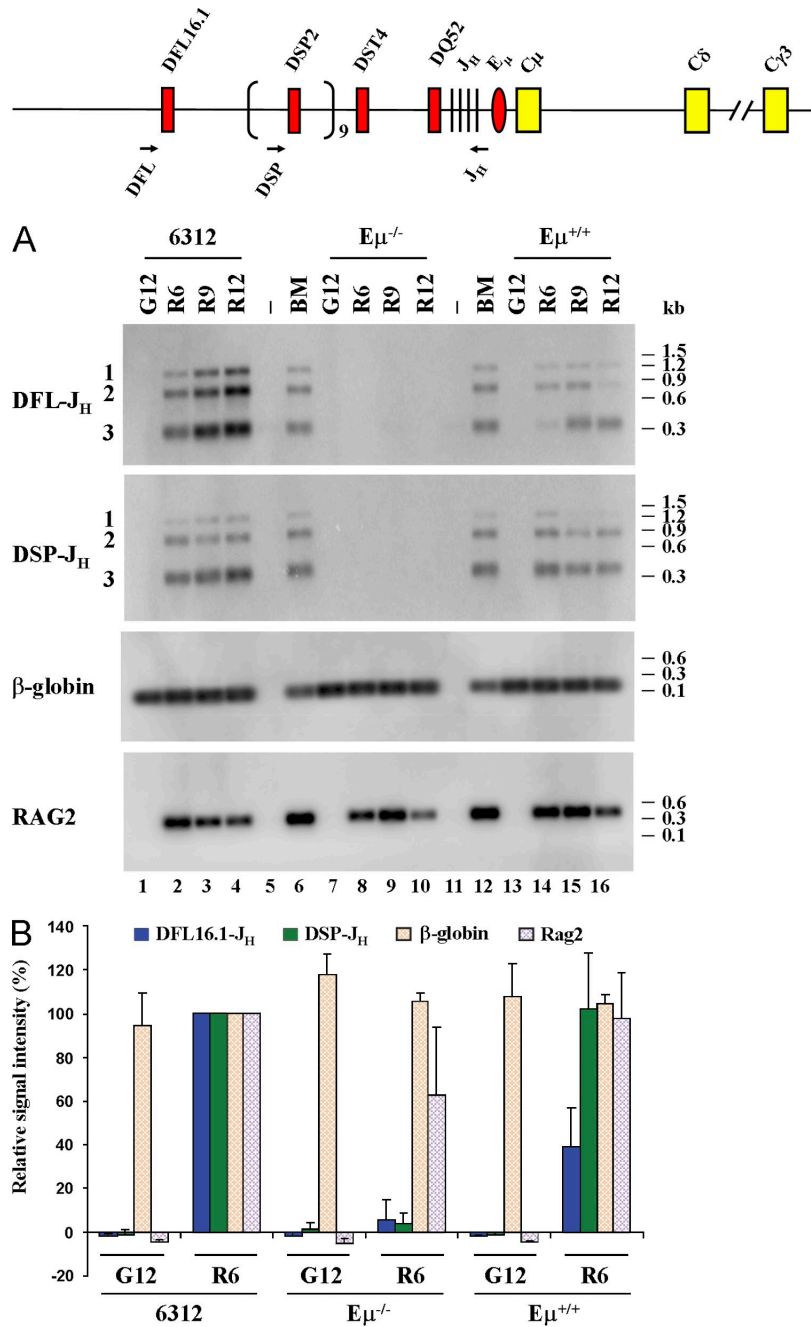 DFL16.1 DSP2 DST4 DQ52 JH Eμ Cμ Cδ Cγ3
9
DFL DSP JH
A
6312 Eμ-/- Eμ+/+
G12 R6 R9 R12 – BM G12 R6 R9 R12 – BM G12 R6 R9 R12 kb
DFL-JH
1
2
3
1.5
1.2
0.9
0.6
0.3
DSP-JH
1
2
3
1.5
1.2
0.9
0.6
0.3
β-globin
0.6
0.3
0.1
RAG2
0.6
0.3
0.1
1 2 3 4 5 6 7 8 9 10 11 12 13 14 15 16
B
DFL16.1-JH DSP-JH β-globin Rag2
Relative signal intensity (%)
140
120
100
80
60
40
20
0
-20
G12 R6 G12 R6 G12 R6
6312 Eμ-/- Eμ+/+